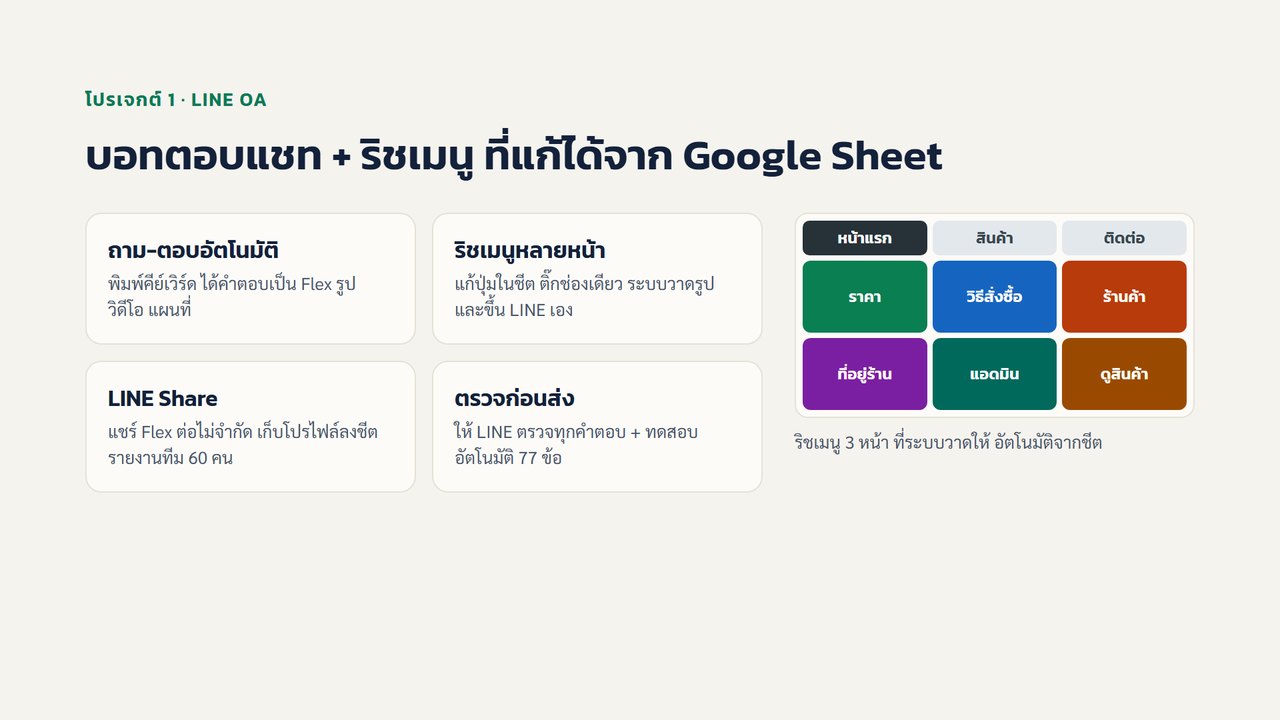 โปรเจกต์ 1 · LINE OA
บอทตอบแชท + ริชเมนู ที่แก้ได้จาก Google Sheet
ถาม-ตอบอัตโนมัติ
พิมพ์คีย์เวิร์ด ได้คำตอบเป็น Flex รูป
วิดีโอ แผนที่
ริชเมนูหลายหน้า
แก้ปุ่มในชีต ติ๊กช่องเดียว ระบบวาดรูป
และขึ้น LINE เอง
LINE Share
แชร์ Flex ต่อไม่จำกัด เก็บโปรไฟล์ลงชีต
รายงานทีม 60 คน
ตรวจก่อนส่ง
ให้ LINE ตรวจทุกคำตอบ + ทดสอบ
อัตโนมัติ 77 ข้อ
หน้าแรก
สินค้า
ติดต่อ
ราคา
วิธีสั่งซื้อ
ร้านค้า
ที่อยู่ร้าน
แอดมิน
ดูสินค้า
ริชเมนู 3 หน้า ที่ระบบวาดให้ อัตโนมัติจากชีต